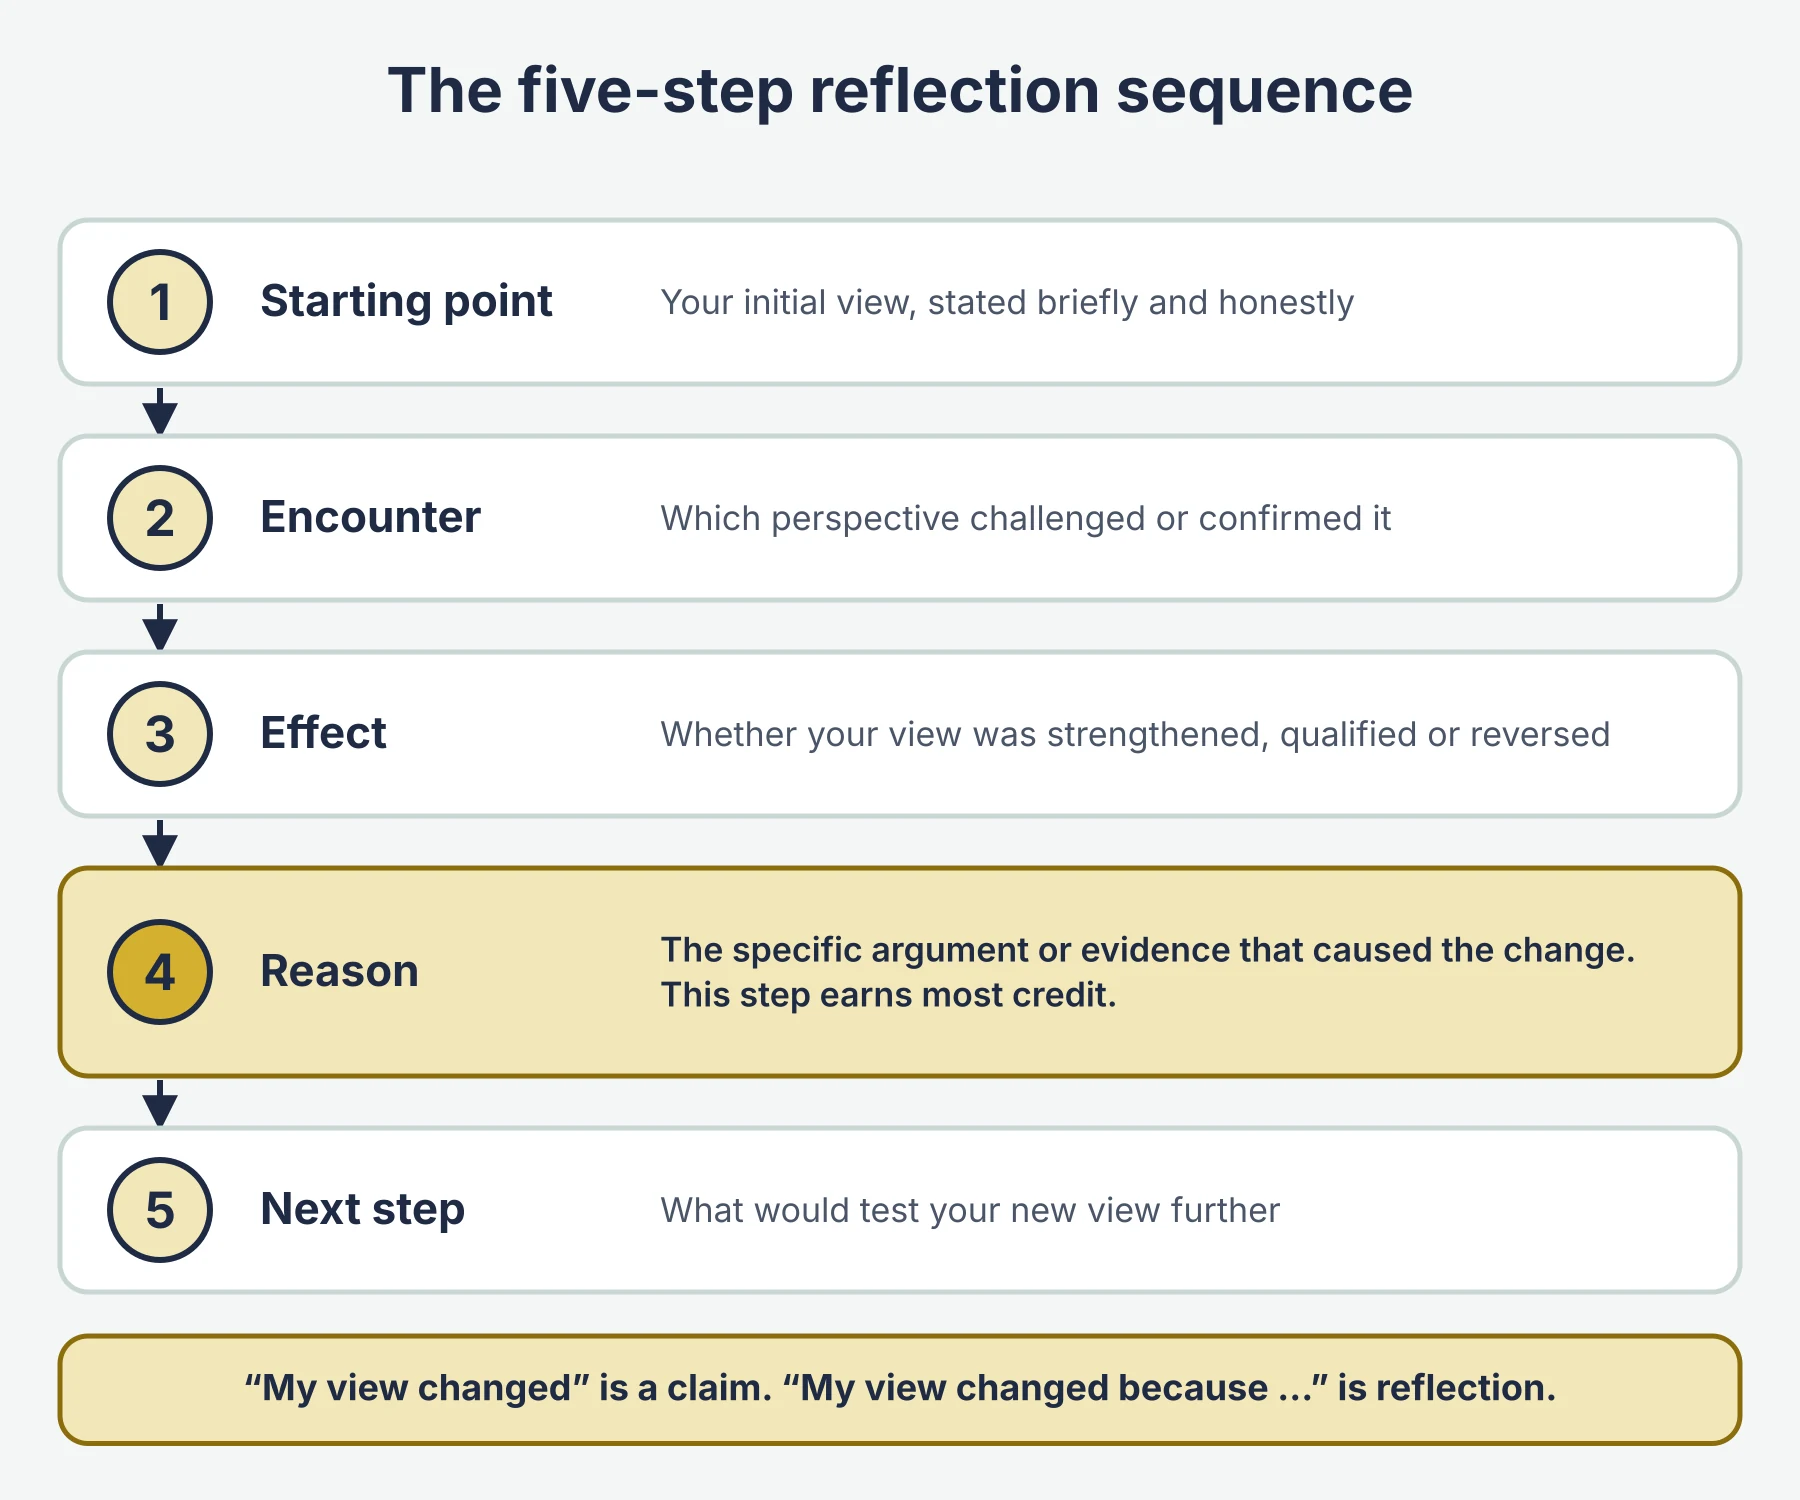 The five-step reflection sequence
1
Starting point
Your initial view, stated briefly and honestly
2
Encounter
Which perspective challenged or confirmed it
3
Effect
Whether your view was strengthened, qualified or reversed
4
Reason
The specific argument or evidence that caused the change.
This step earns most credit.
5
Next step
What would test your new view further
“My view changed” is a claim. “My view changed because …” is reflection.